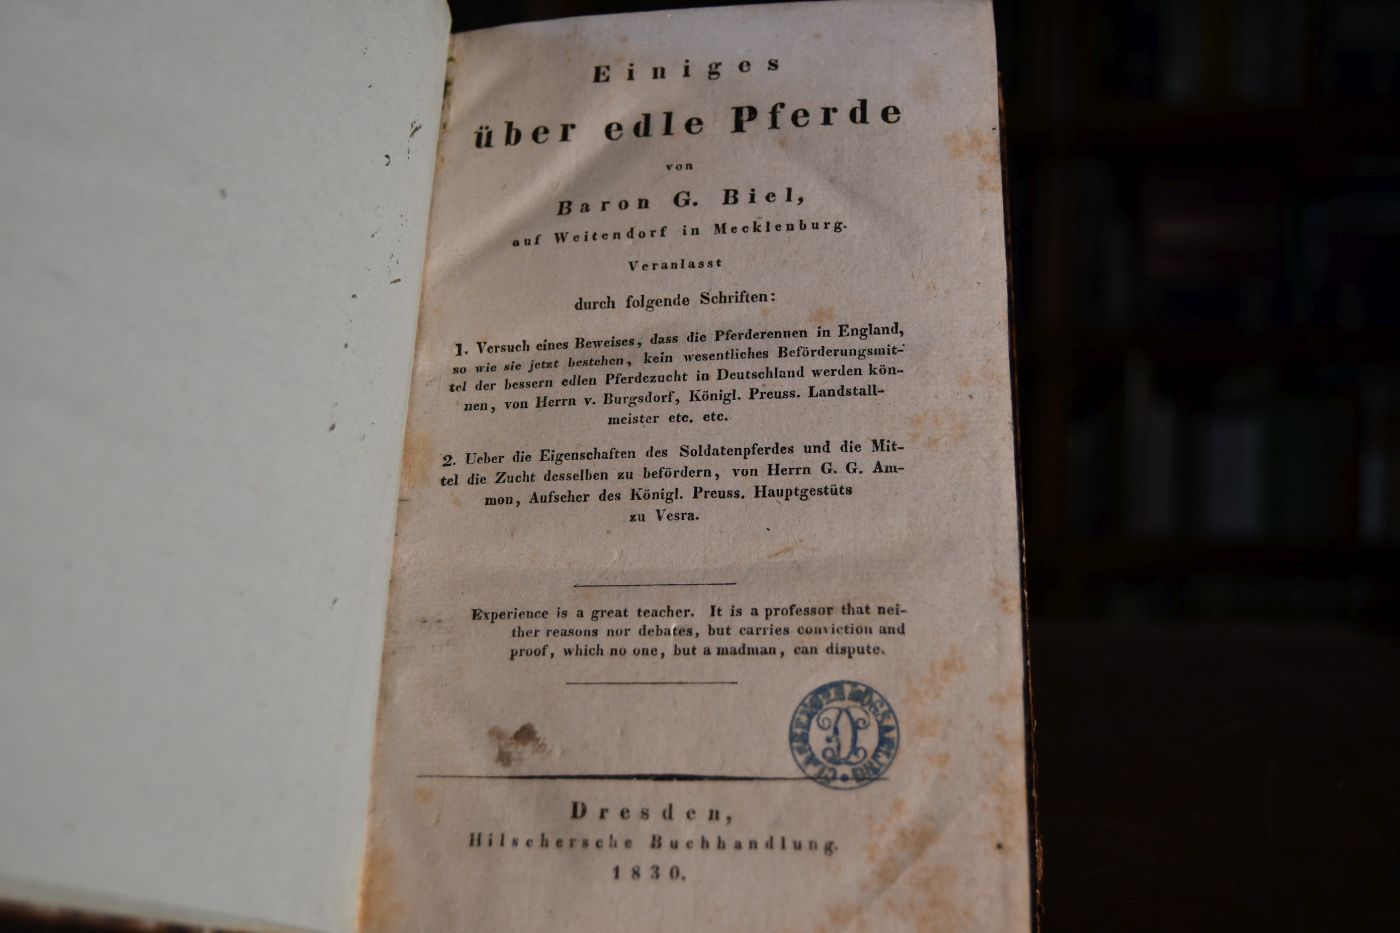 Einiges
über edle Pferde
von
Baron G. Biel,
auf Weitendorf in Mecklenburg.
Veranlasst
durch folgende Schriften:
1. Versuch eines Beweises, dass die Pferderennen in England,
so wie sie jetzt bestehen, kein wesentliches Beförderungsmit-
tel der bessern edlen Pferdezucht in Deutschland werden kön-
nen, von Herrn v. Burgsdorf, Königl. Preuss. Landstall-
meister etc. etc.
2. Ueber die Eigenschaften des Soldatenpferdes und die Mit-
tel die Zucht desselben zu befördern, von Herrn G. G. Am-
mon, Aufseher des Königl. Preuss. Hauptgestüts
zu Vesra.
Experience is a great teacher. It is a professor that nei-
ther reasons nor debates, but carries conviction and
proof, which no one, but a madman, can dispute.
Dresden,
Hilschersche Buchhandlung.
1830.